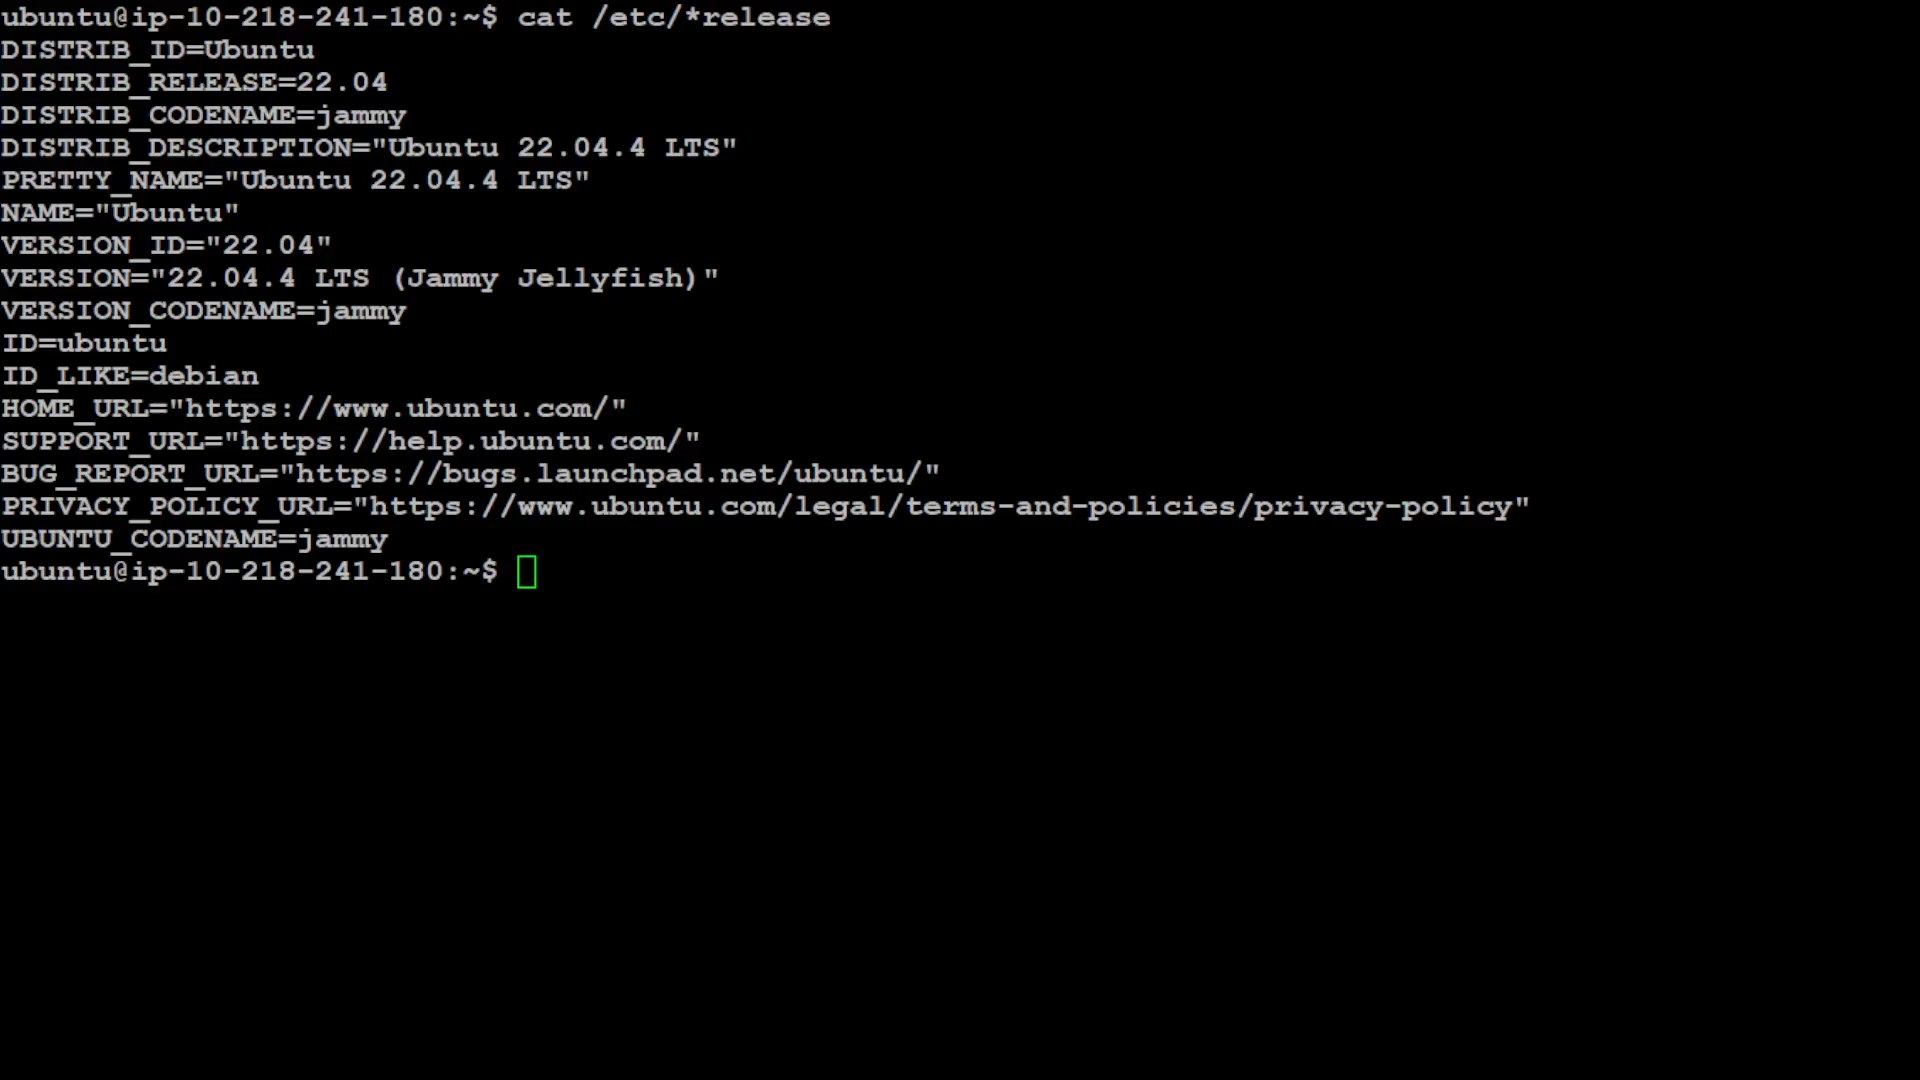 ubuntu@ip-10-218-241-180:~$ cat /etc/*release
DISTRIB_ID=Ubuntu
DISTRIB_RELEASE=22.04
DISTRIB_CODENAME=jammy
DISTRIB_DESCRIPTION="Ubuntu 22.04.4 LTS"
PRETTY_NAME="Ubuntu 22.04.4 LTS"
NAME="Ubuntu"
VERSION_ID="22.04"
VERSION="22.04.4 LTS (Jammy Jellyfish)"
VERSION_CODENAME=jammy
ID=ubuntu
ID_LIKE=debian
HOME_URL="https://www.ubuntu.com/"
SUPPORT_URL="https://help.ubuntu.com/"
BUG_REPORT_URL="https://bugs.launchpad.net/ubuntu/"
PRIVACY_POLICY_URL="https://www.ubuntu.com/legal/terms-and-policies/privacy-policy"
UBUNTU_CODENAME=jammy
ubuntu@ip-10-218-241-180:~$